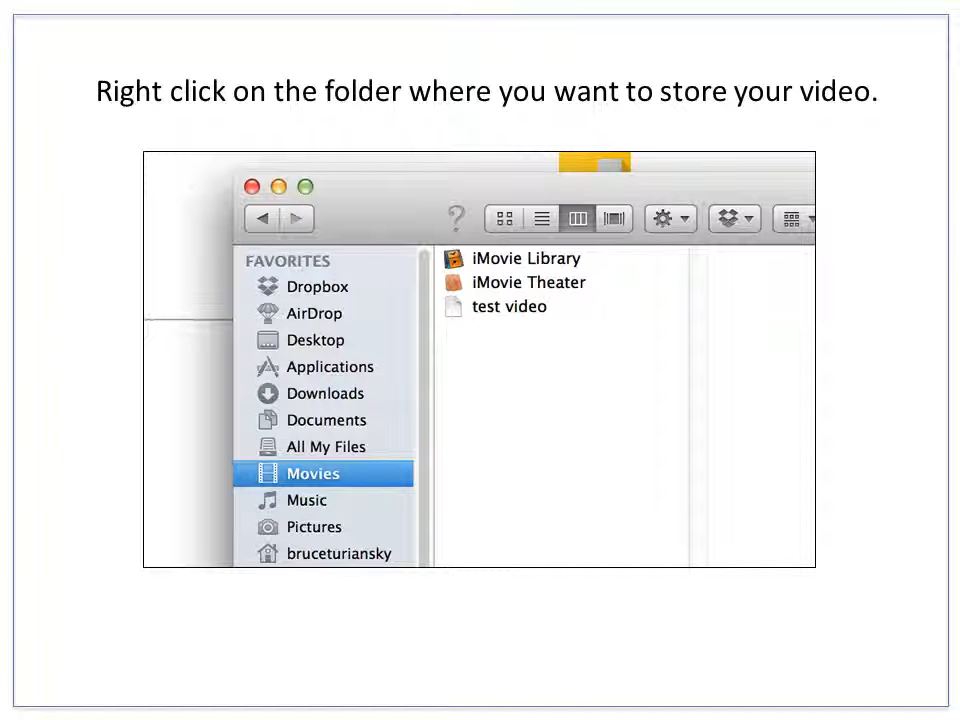 Right click on the folder where you want to store your video.
?
FAVORITES
Dropbox
AirDrop
Desktop
Applications
Downloads
Documents
All My Files
Movies
Music
Pictures
bruceturiansky
iMovie Library
iMovie Theater
test video